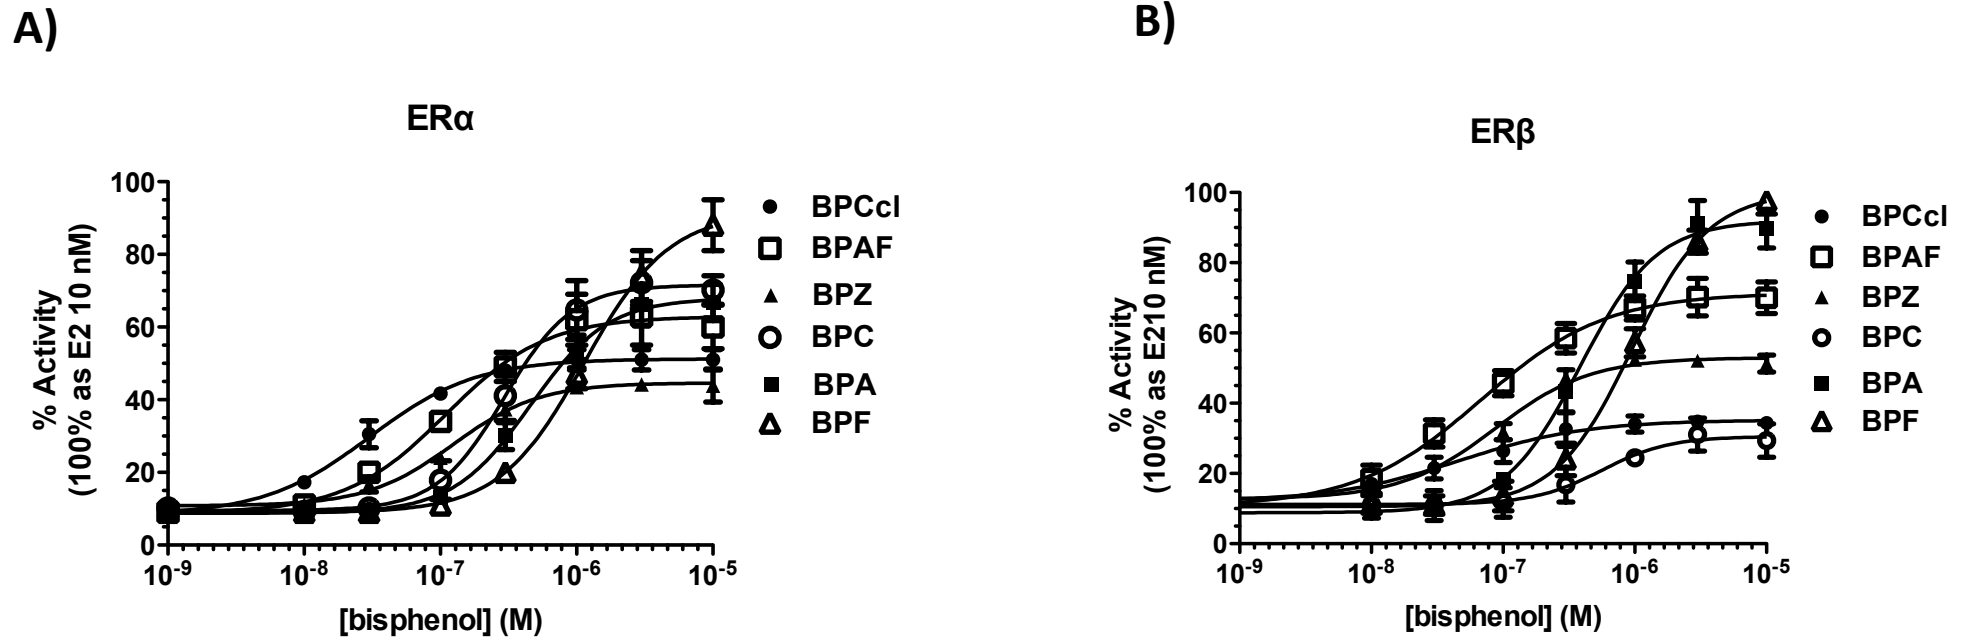 A)
ERα
% Activity
(100% as E2 10 nM)
100
80
60
40
20
0
10-9
10-8
10-7
10-6
10-5
[bisphenol] (M)
BPCcl
BPAF
BPZ
BPC
BPA
BPF
B)
ERβ
% Activity
(100% as E210 nM)
100
80
60
40
20
0
10-9
10-8
10-7
10-6
10-5
[bisphenol] (M)
BPCcl
BPAF
BPZ
BPC
BPA
BPF